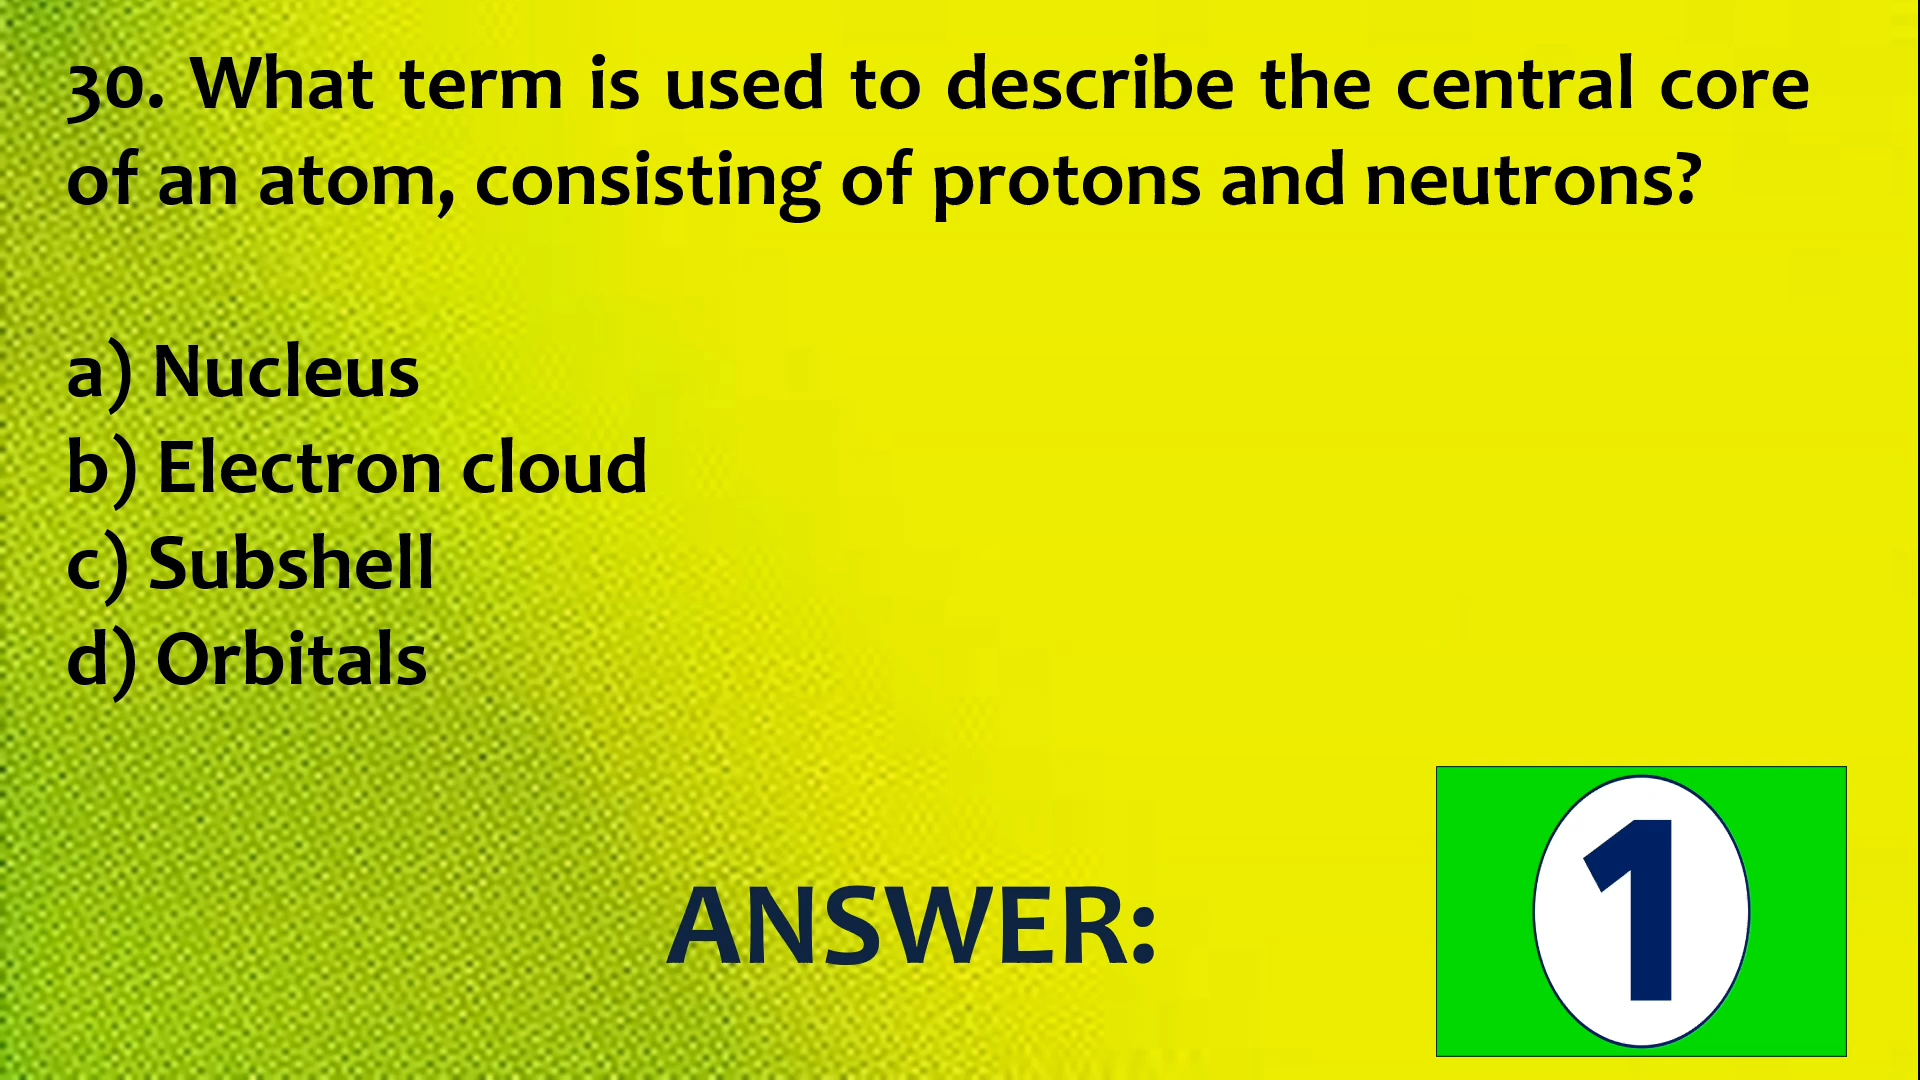 30. What term is used to describe the central core
of an atom, consisting of protons and neutrons?
a) Nucleus
b) Electron cloud
c) Subshell
d) Orbitals
ANSWER:
1